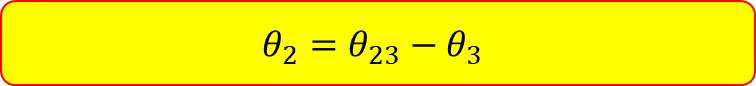 θ₂ = θ₂₃ − θ₃